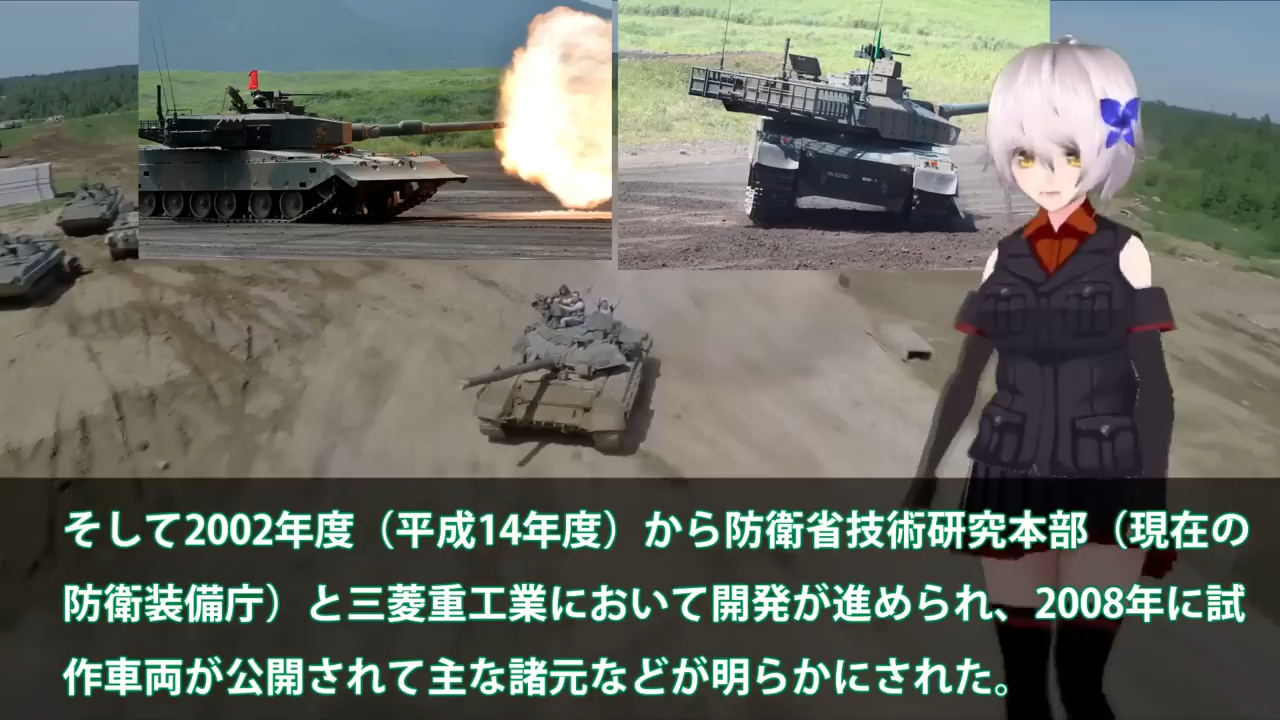 そして2002年度（平成14年度）から防衛省技術研究本部（現在の
防衛装備庁）と三菱重工業において開発が進められ、2008年に試
作車両が公開されて主な諸元などが明らかにされた。